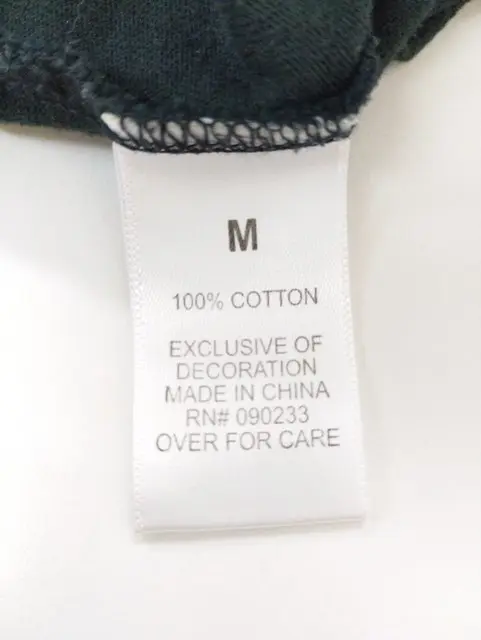 M
100% COTTON
EXCLUSIVE OF
DECORATION
MADE IN CHINA
RN# 090233
OVER FOR CARE